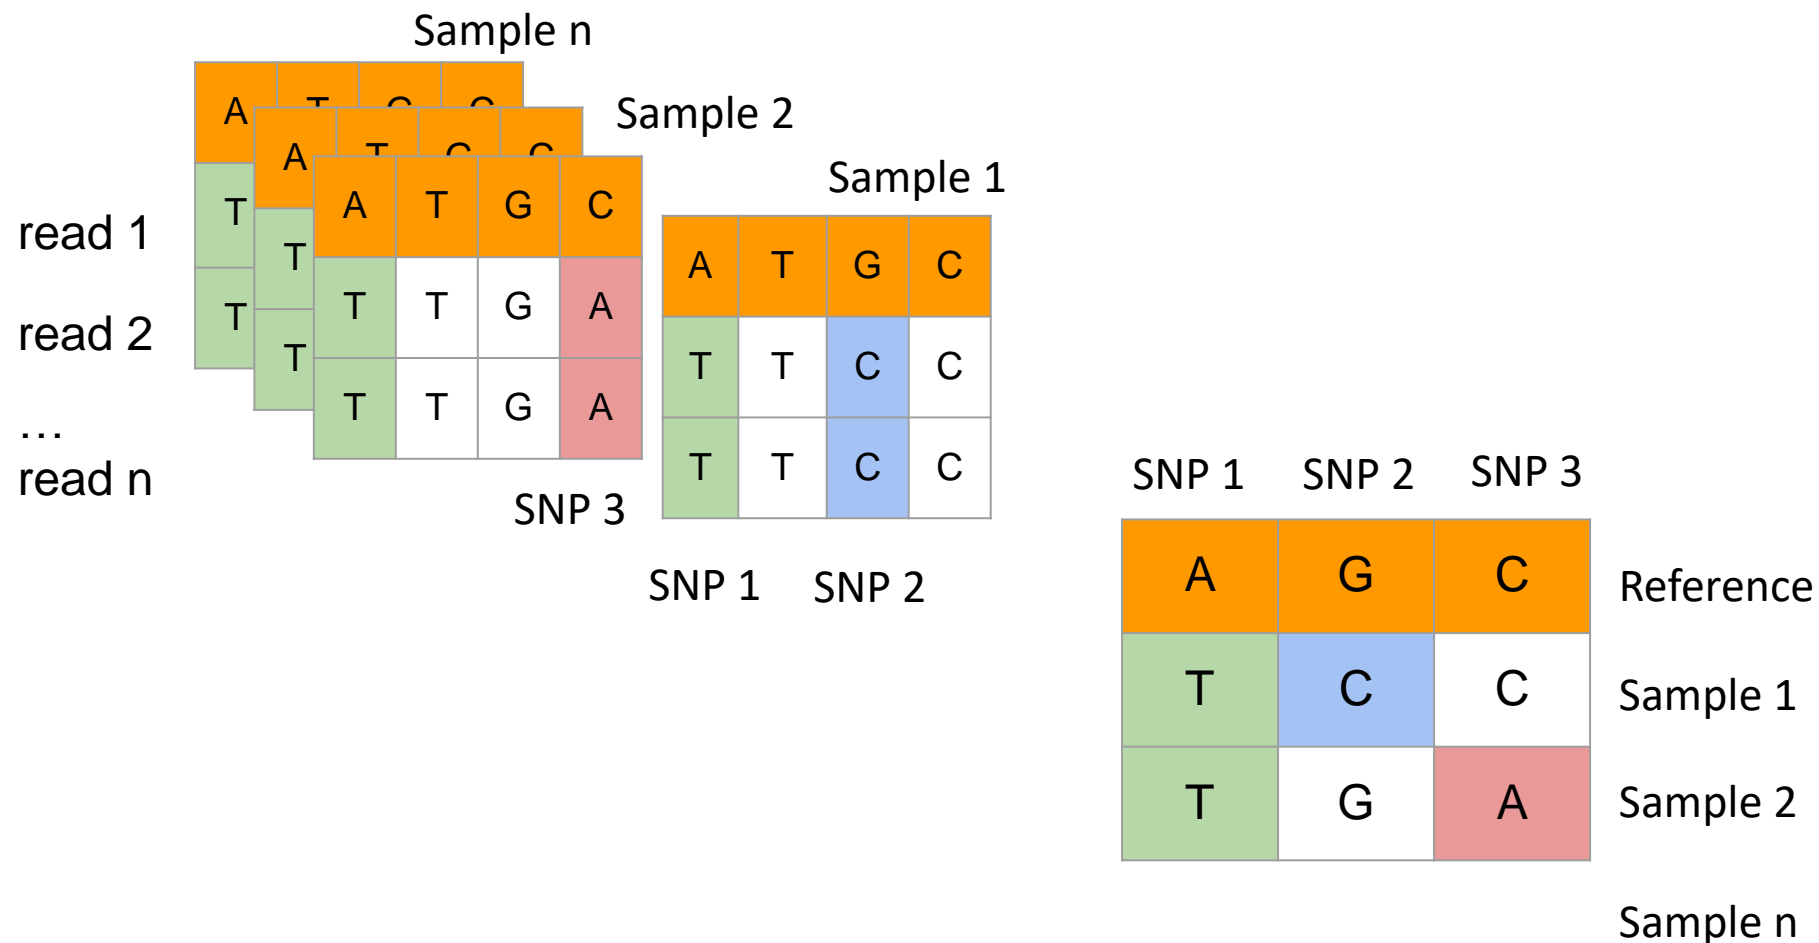 Sample n
Sample 2
Sample 1
A
A
A T G C
A T G C
read 1
read 2
…
read n
T
T
T T G A
T
T
T T G A
T T C C
T T C C
SNP 3
SNP 1 SNP 2
SNP 1 SNP 2 SNP 3
A G C Reference
T C C Sample 1
T G A Sample 2
Sample n